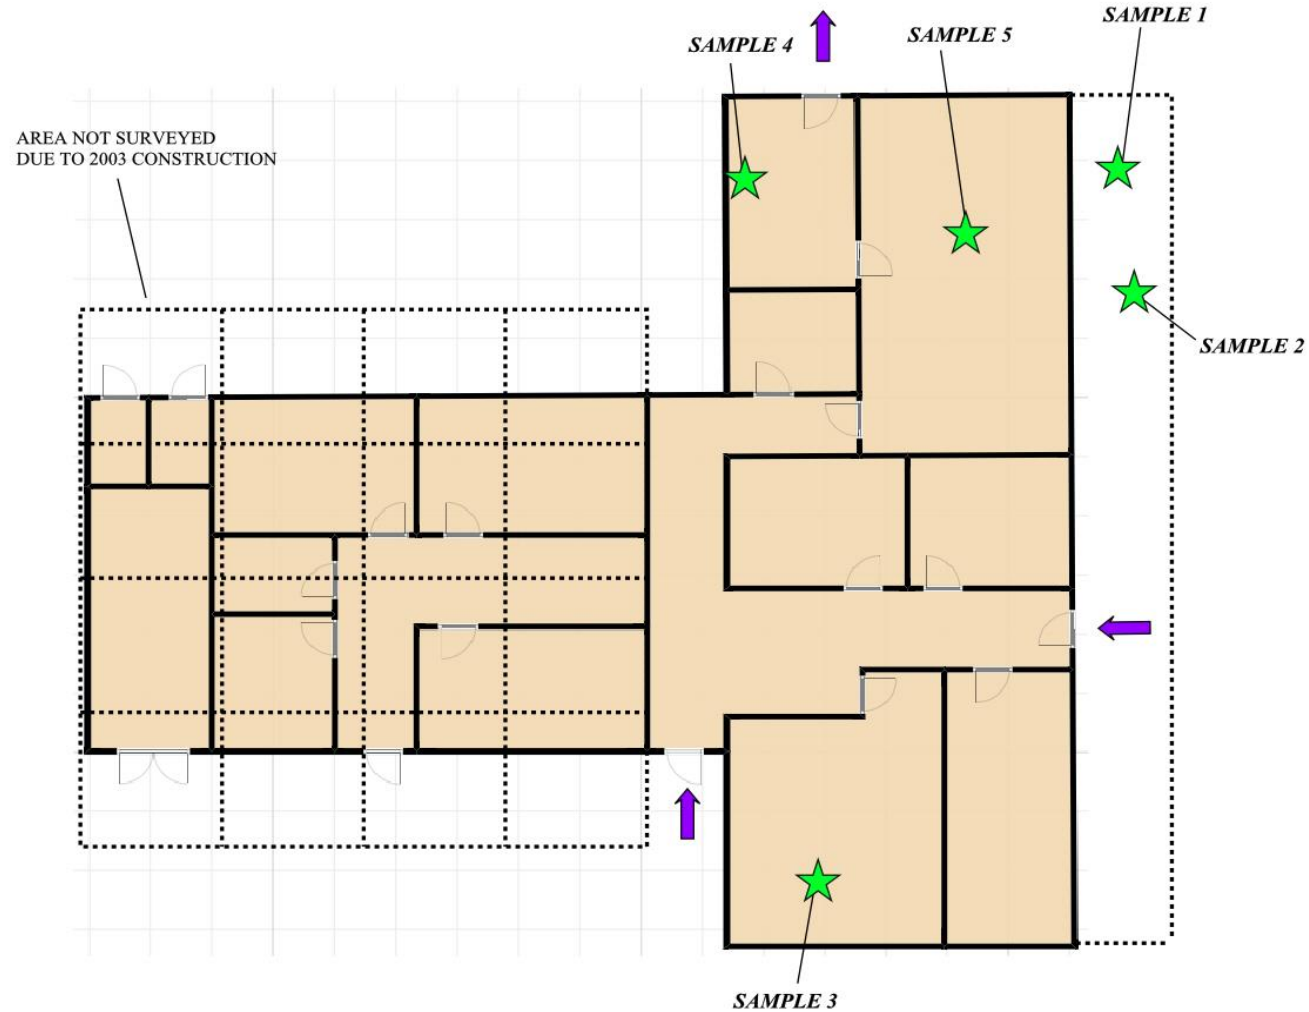 SAMPLE 1
SAMPLE 5
SAMPLE 4
AREA NOT SURVEYED
DUE TO 2003 CONSTRUCTION
SAMPLE 2
SAMPLE 3